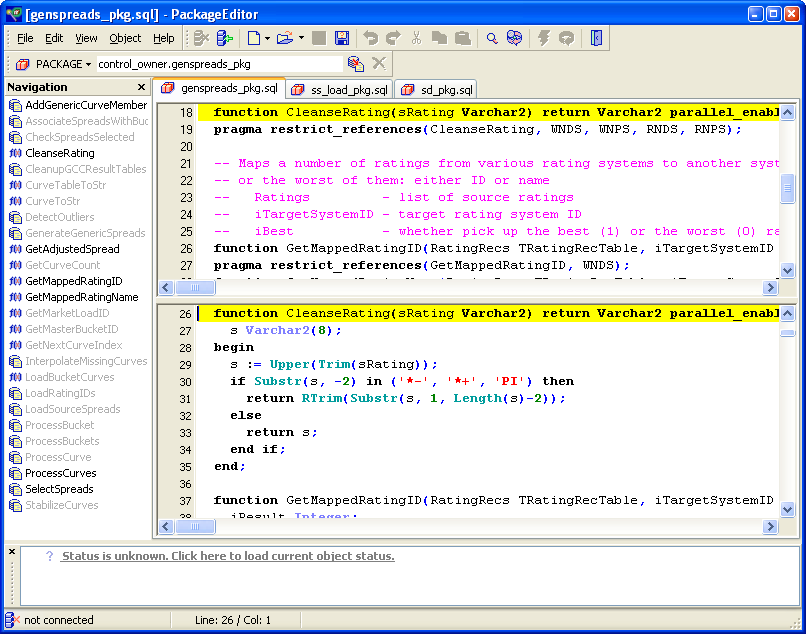 [genspreads_pkg.sql] - PackageEditor
File Edit View Object Help
PACKAGE control_owner.genspreads_pkg
Navigation
AddGenericCurveMember
AssociateSpreadsWithBuc
CheckSpreadsSelected
CleanseRating
CleanupGCCResultTables
CurveTableToStr
CurveToStr
DetectOutliers
GenerateGenericSpreads
GetAdjustedSpread
GetCurveCount
GetMappedRatingID
GetMappedRatingName
GetMarketLoadID
GetMasterBucketID
GetNextCurveIndex
InterpolateMissingCurves
LoadBucketCurves
LoadRatingIDs
LoadSourceSpreads
ProcessBucket
ProcessBuckets
ProcessCurve
ProcessCurves
SelectSpreads
StabilizeCurves
genspreads_pkg.sql ss_load_pkg.sql sd_pkg.sql
18 function CleanseRating(sRating Varchar2) return Varchar2 parallel_enabl
19 pragma restrict_references(CleanseRating, WNDS, WNPS, RNDS, RNPS);
20
21 -- Maps a number of ratings from various rating systems to another syst
22 -- or the worst of them: either ID or name
23 -- Ratings - list of source ratings
24 -- iTargetSystemID - target rating system ID
25 -- iBest - whether pick up the best (1) or the worst (0) ra
26 function GetMappedRatingID(RatingRecs TRatingRecTable, iTargetSystemID
27 pragma restrict_references(GetMappedRatingID, WNDS);
26 function CleanseRating(sRating Varchar2) return Varchar2 parallel_enabl
27 s Varchar2(8);
28 begin
29 s := Upper(Trim(sRating));
30 if Substr(s, -2) in ('*-', '*+', 'PI') then
31 return RTrim(Substr(s, 1, Length(s)-2));
32 else
33 return s;
34 end if;
35 end;
36
37 function GetMappedRatingID(RatingRecs TRatingRecTable, iTargetSystemID
38 iResult Integer;
? Status is unknown. Click here to load current object status.
not connected Line: 26 / Col: 1